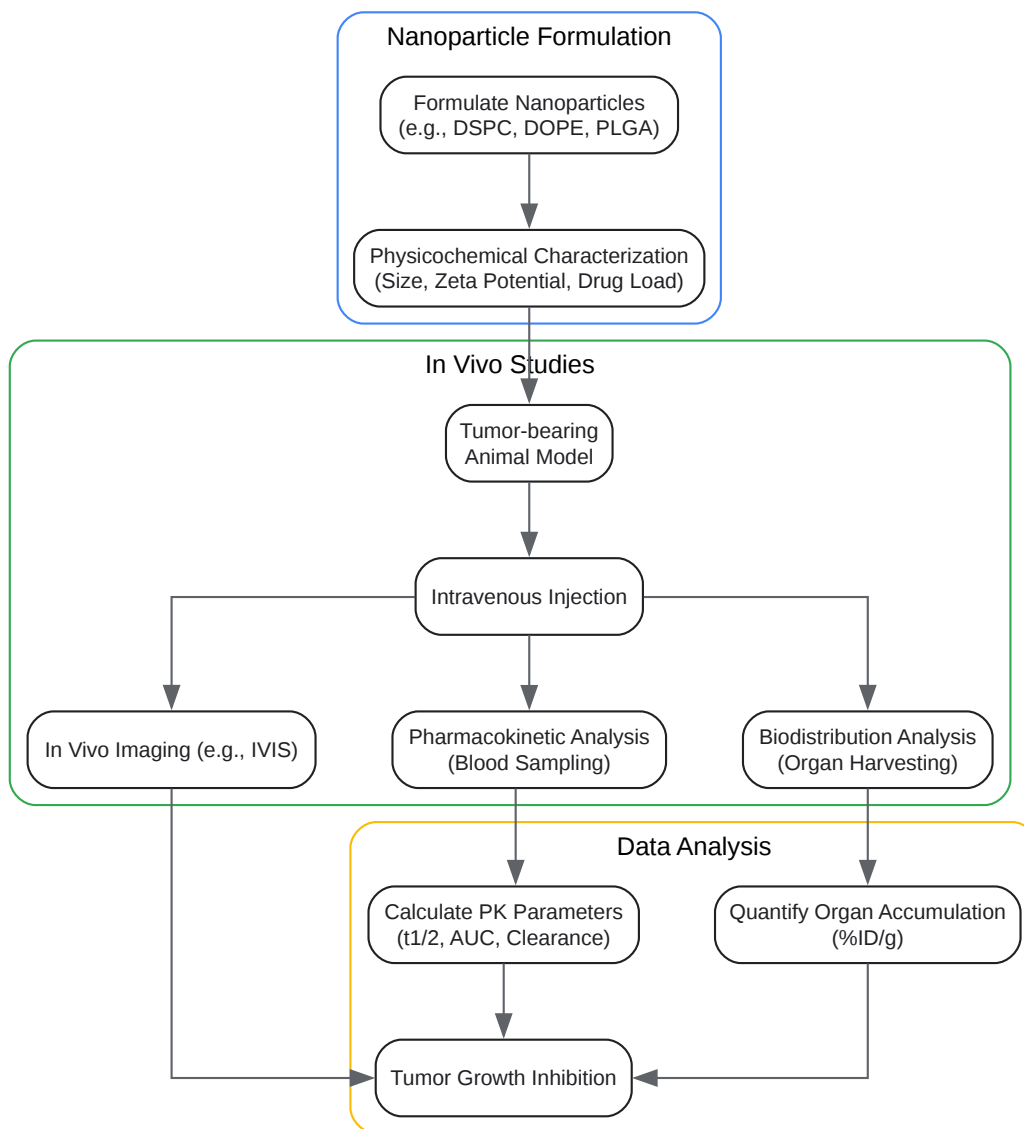 Nanoparticle Formulation
Formulate Nanoparticles
(e.g., DSPC, DOPE, PLGA)
Physicochemical Characterization
(Size, Zeta Potential, Drug Load)
In Vivo Studies
Tumor-bearing
Animal Model
Intravenous Injection
In Vivo Imaging (e.g., IVIS)
Pharmacokinetic Analysis
(Blood Sampling)
Biodistribution Analysis
(Organ Harvesting)
Data Analysis
Calculate PK Parameters
(t1/2, AUC, Clearance)
Quantify Organ Accumulation
(%ID/g)
Tumor Growth Inhibition